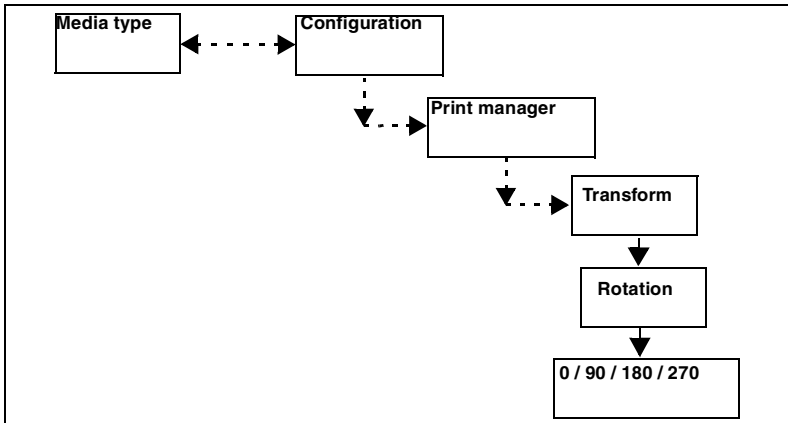 Media type
Configuration
Print manager
Transform
Rotation
0 / 90 / 180 / 270